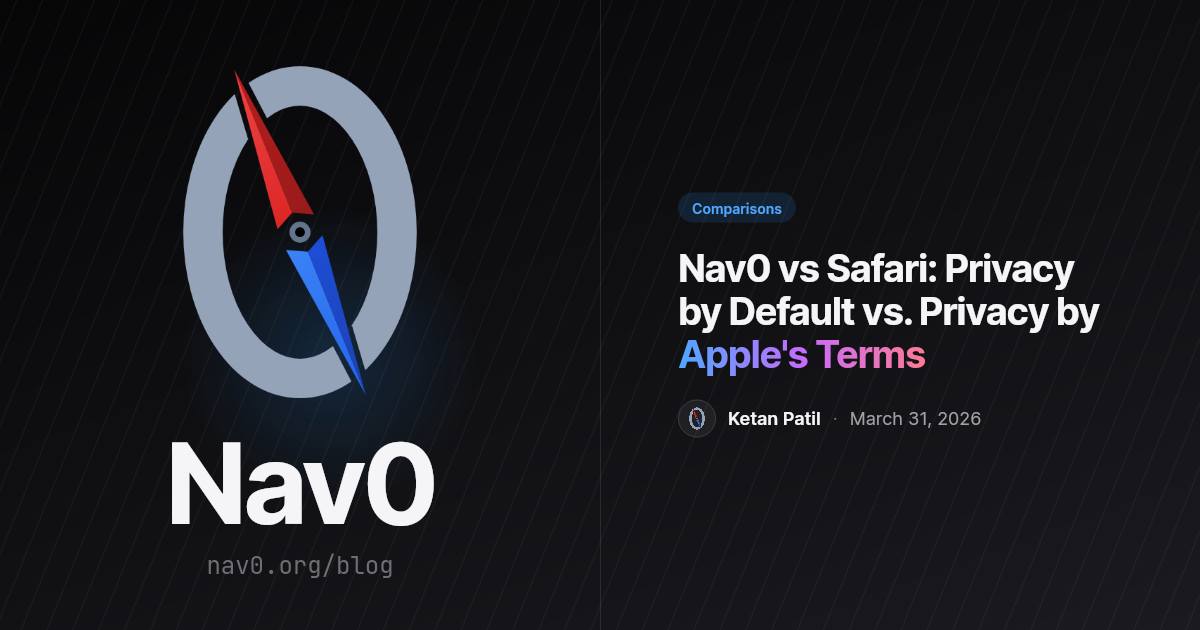 Nav0
nav0.org/blog
Comparisons
Nav0 vs Safari: Privacy
by Default vs. Privacy by
Apple's Terms
Ketan Patil · March 31, 2026